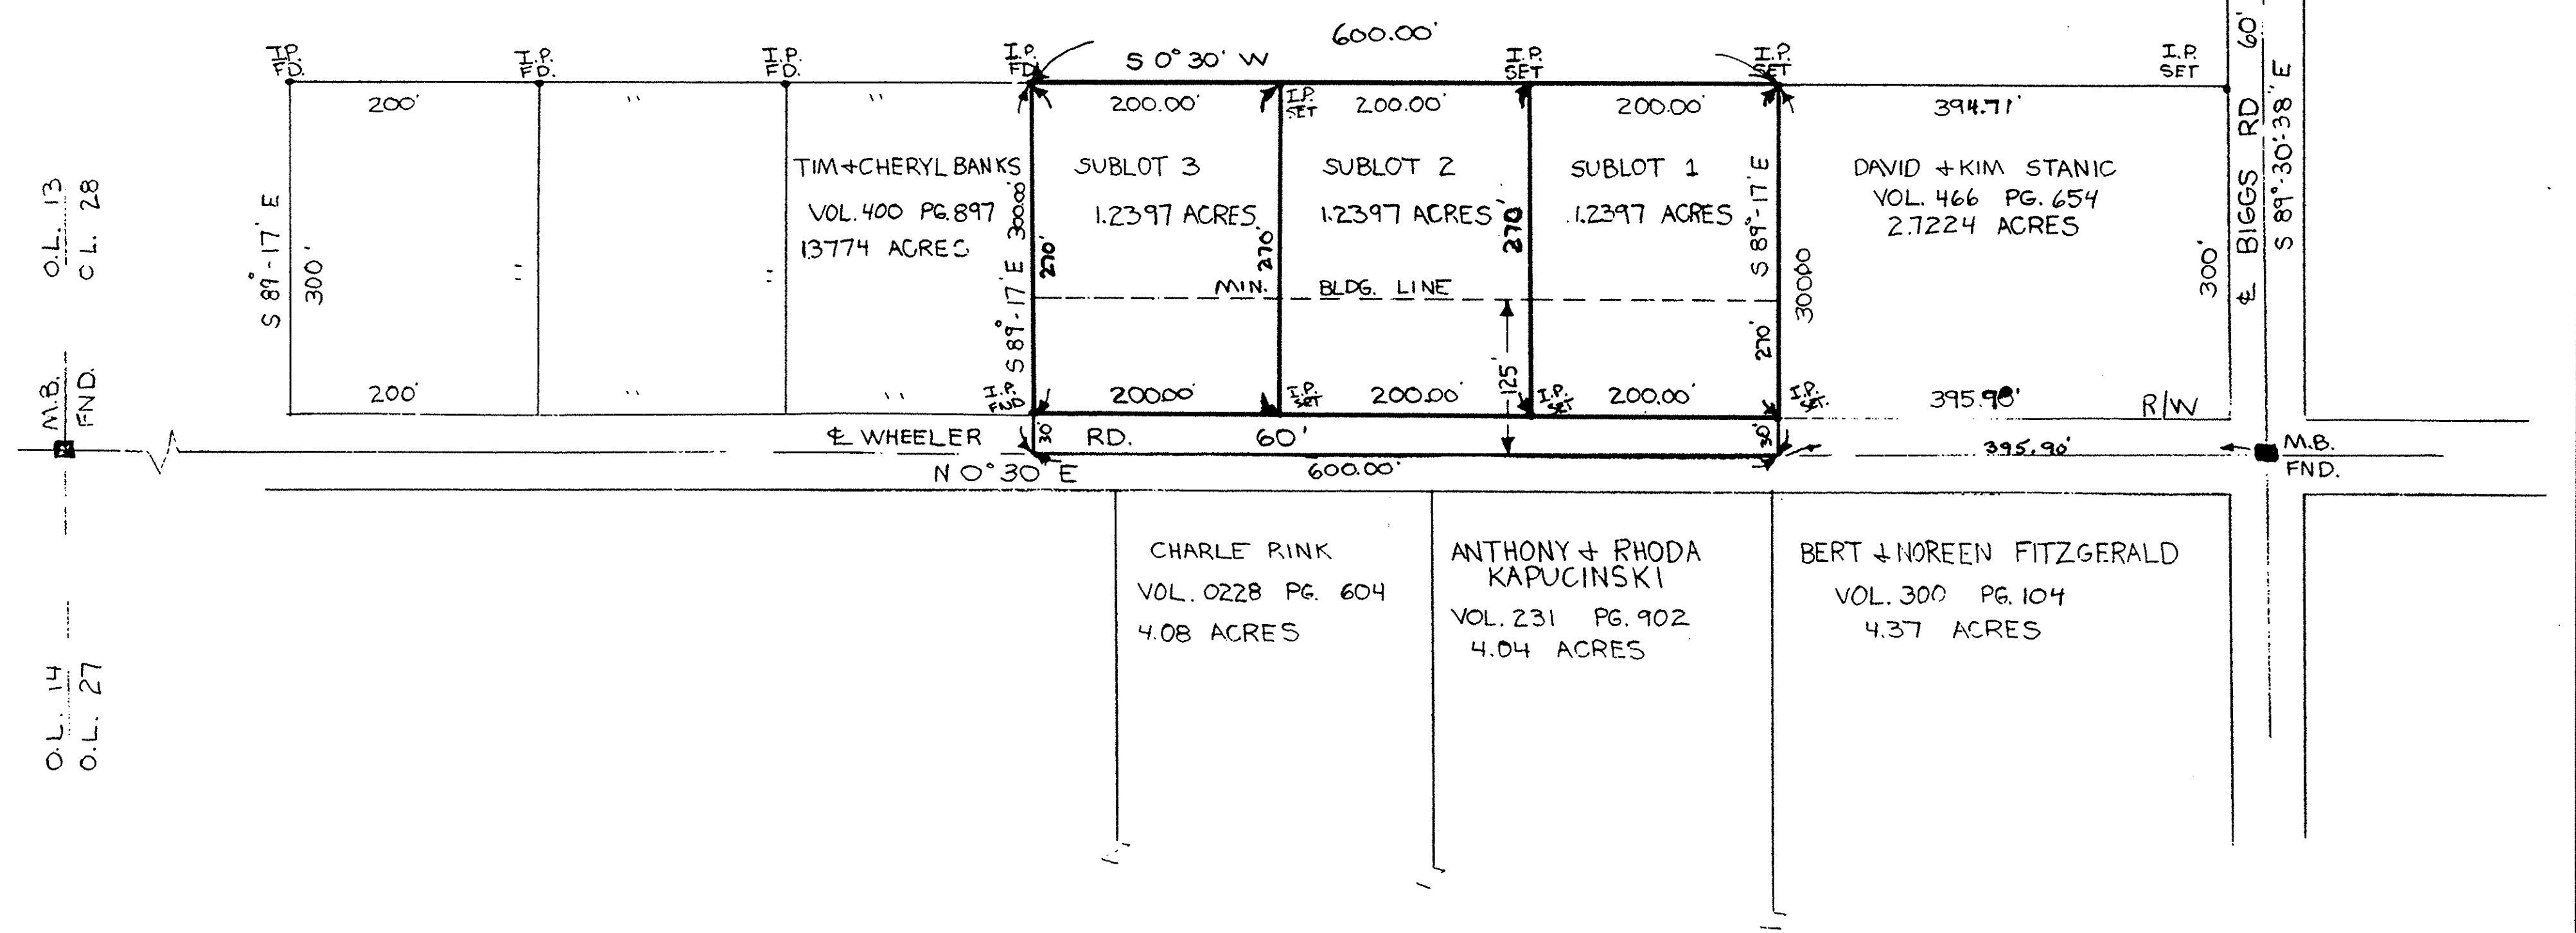 600.00'
S 0° 30' W
I.P.
FD.
I.P.
FD.
I.P.
FD.
I.P.
FD.
I.P.
SET
I.P.
SET
I.P.
SET
200'
"
"
200.00'
I.P.
SET
200.00'
200.00'
394.71'
BIGGS RD 60'
S 89°-30'-38" E
O.L. 13
O L. 28
S 89°-17' E
300'
"
"
TIM & CHERYL BANKS
VOL. 400 PG. 897
1.3774 ACRES
S 89°-17' E 300.00
270'
SUBLOT 3
1.2397 ACRES
270'
SUBLOT 2
1.2397 ACRES
270'
SUBLOT 1
1.2397 ACRES
S 89°-17' E
300.00
270'
DAVID & KIM STANIC
VOL. 466 PG. 654
2.7224 ACRES
300'
℄
MIN. BLDG. LINE
125'
M.B.
FND.
200'
"
"
I.P.
FND
200.00'
I.P.
SET
200.00'
I.P.
SET
200.00'
I.P.
SET
395.90'
R/W
℄ WHEELER RD. 60'
30'
30'
N 0° 30' E
600.00'
395.90'
M.B.
FND.
O.L. 14
O.L. 27
CHARLE RINK
VOL. 0228 PG. 604
4.08 ACRES
ANTHONY & RHODA
KAPUCINSKI
VOL. 231 PG. 902
4.04 ACRES
BERT & NOREEN FITZGERALD
VOL. 300 PG. 104
4.37 ACRES